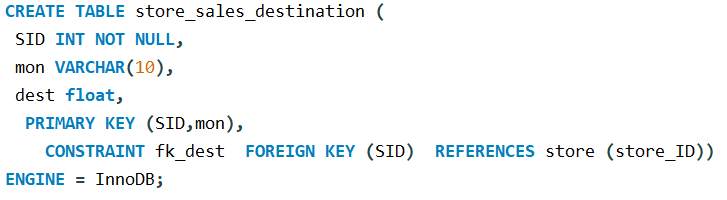 CREATE TABLE store_sales_destination (
SID INT NOT NULL,
mon VARCHAR(10),
dest float,
PRIMARY KEY (SID,mon),
CONSTRAINT fk_dest  FOREIGN KEY (SID)  REFERENCES store (store_ID))
ENGINE = InnoDB;